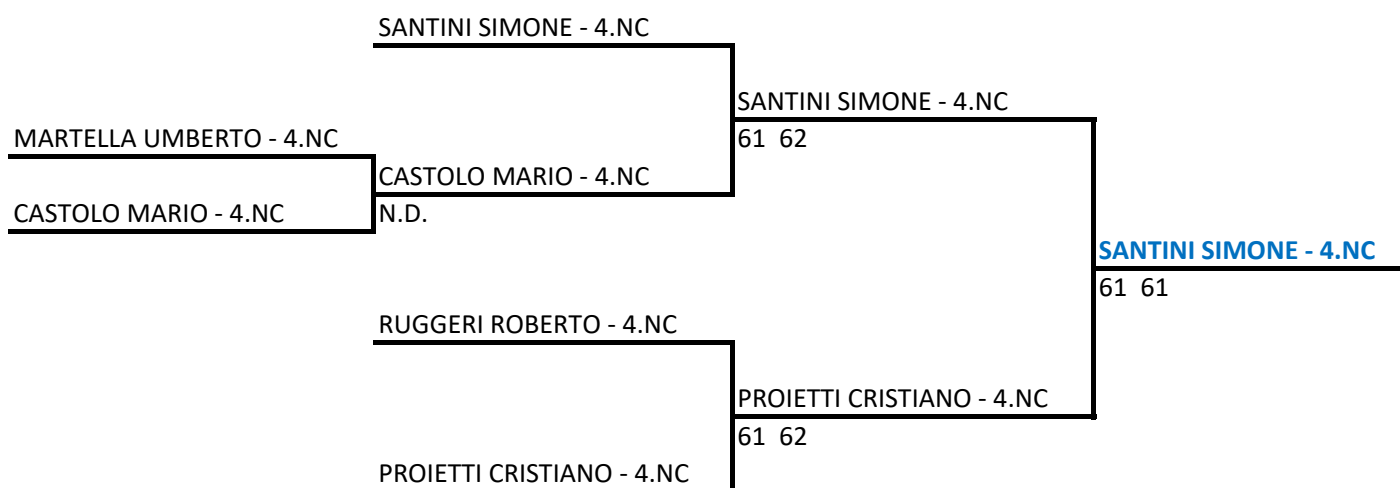 SANTINI SIMONE - 4.NC
SANTINI SIMONE - 4.NC
MARTELLA UMBERTO - 4.NC
61 62
CASTOLO MARIO - 4.NC
CASTOLO MARIO - 4.NC
N.D.
SANTINI SIMONE - 4.NC
61 61
RUGGERI ROBERTO - 4.NC
PROIETTI CRISTIANO - 4.NC
61 62
PROIETTI CRISTIANO - 4.NC